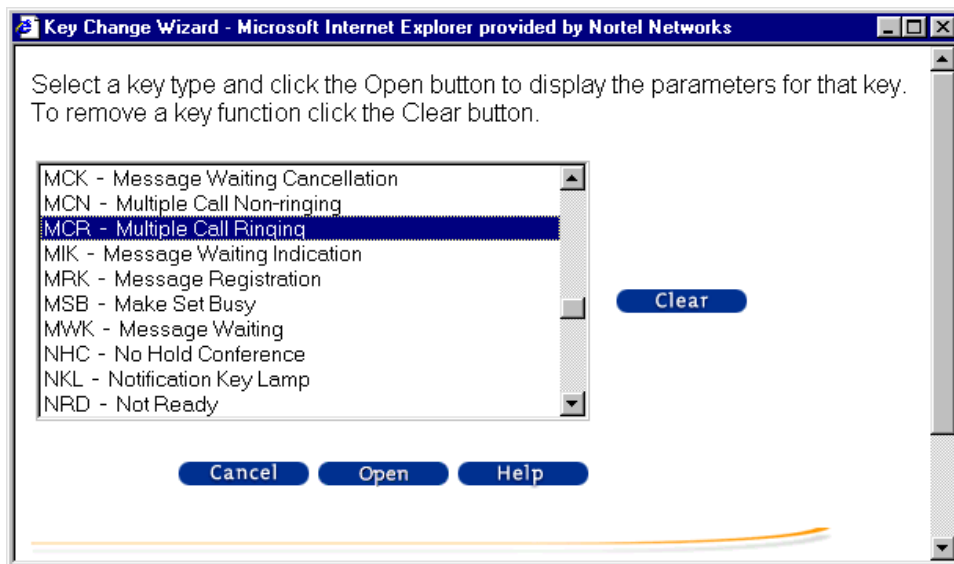 Key Change Wizard - Microsoft Internet Explorer provided by Nortel Networks
Select a key type and click the Open button to display the parameters for that key.
To remove a key function click the Clear button.
MCK - Message Waiting Cancellation
MCN - Multiple Call Non-ringing
MCR - Multiple Call Ringing
MIK - Message Waiting Indication
MRK - Message Registration
MSB - Make Set Busy
MWK - Message Waiting
NHC - No Hold Conference
NKL - Notification Key Lamp
NRD - Not Ready
Clear
Cancel Open Help